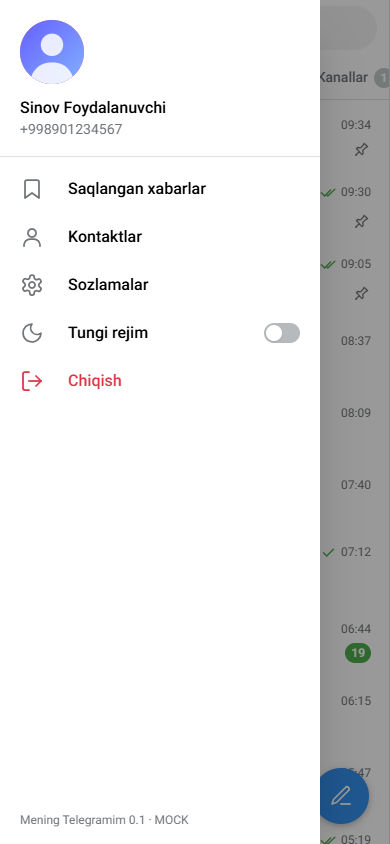 Sinov Foydalanuvchi
+998901234567
Saqlangan xabarlar
Kontaktlar
Sozlamalar
Tungi rejim
Chiqish
Mening Telegramim 0.1 · MOCK
Kanallar 1
09:34
09:30
09:05
08:37
08:09
07:40
07:12
06:44
19
06:15
05:19